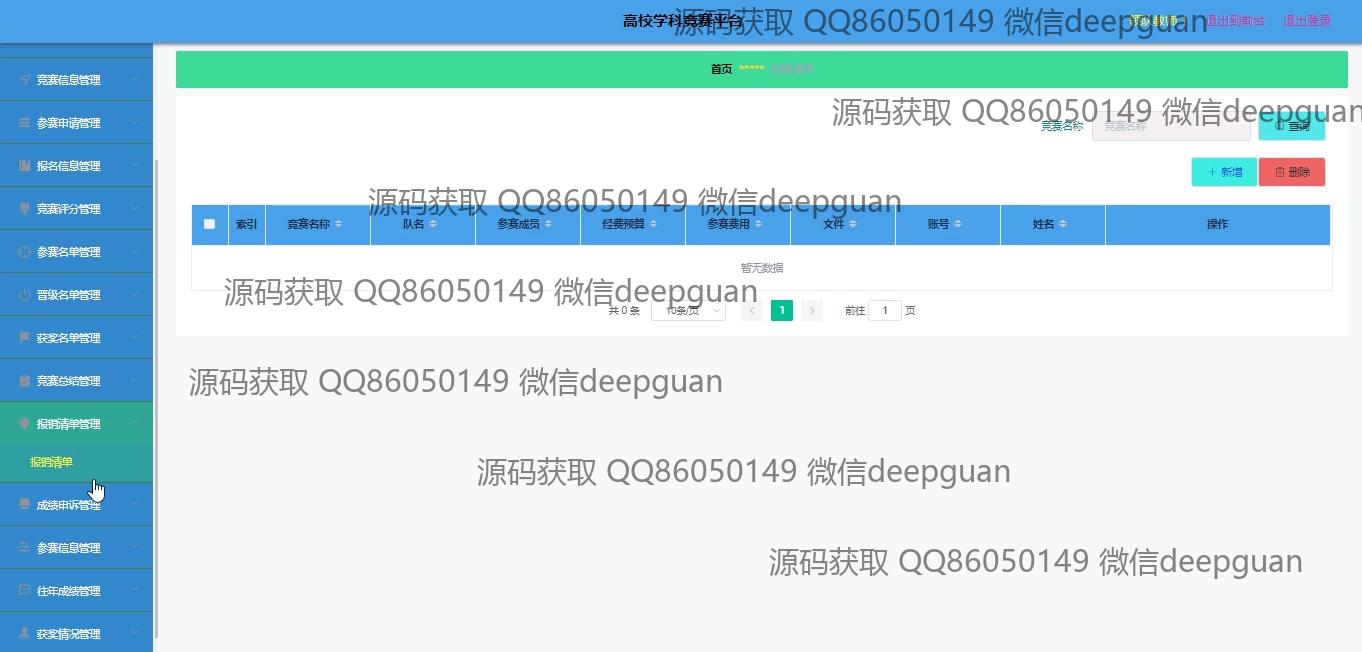 高校学科竞赛平台
源码获取 QQ86050149 微信deepguan
领队教师
退出到前台
退出登录
首页 *****
源码获取 QQ86050149 微信deepguan
竞赛名称 竞赛名称 查询
新增 删除
源码获取 QQ86050149 微信deepguan
索引 竞赛名称 队名 参赛成员 经费预算 参赛费用 文件 账号 姓名 操作
暂无数据
源码获取 QQ86050149 微信deepguan
共 0 条 10条/页 1 前往 1 页
源码获取 QQ86050149 微信deepguan
源码获取 QQ86050149 微信deepguan
源码获取 QQ86050149 微信deepguan
竞赛信息管理
参赛申请管理
报名信息管理
竞赛评分管理
参赛名单管理
晋级名单管理
获奖名单管理
竞赛总结管理
报销清单管理
报销清单
成绩申诉管理
参赛信息管理
往年成绩管理
获奖情况管理